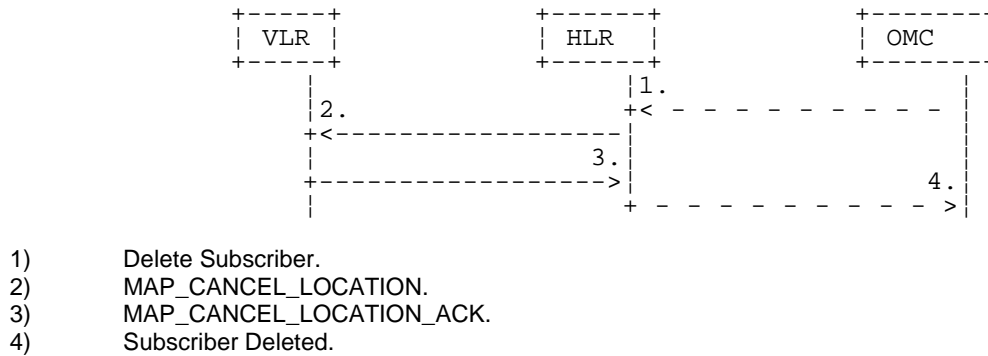 VLR HLR OMC
1.
2.
3.
4.
1) Delete Subscriber.
2) MAP_CANCEL_LOCATION.
3) MAP_CANCEL_LOCATION_ACK.
4) Subscriber Deleted.